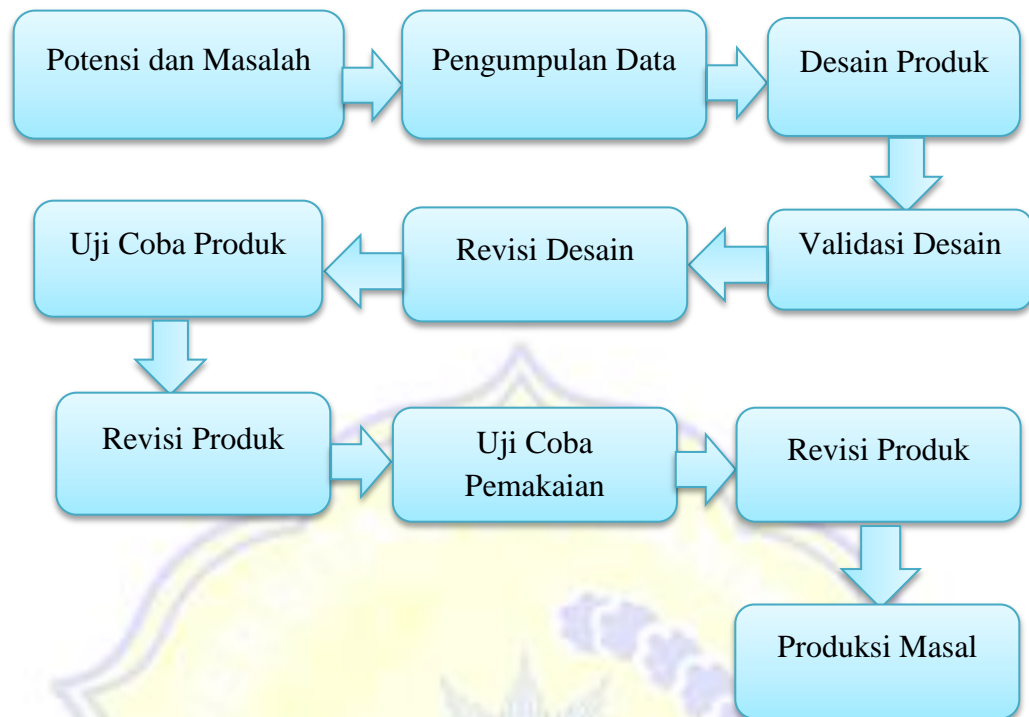 Potensi dan Masalah
Pengumpulan Data
Desain Produk
Validasi Desain
Revisi Desain
Uji Coba Produk
Revisi Produk
Uji Coba
Pemakaian
Revisi Produk
Produksi Masal